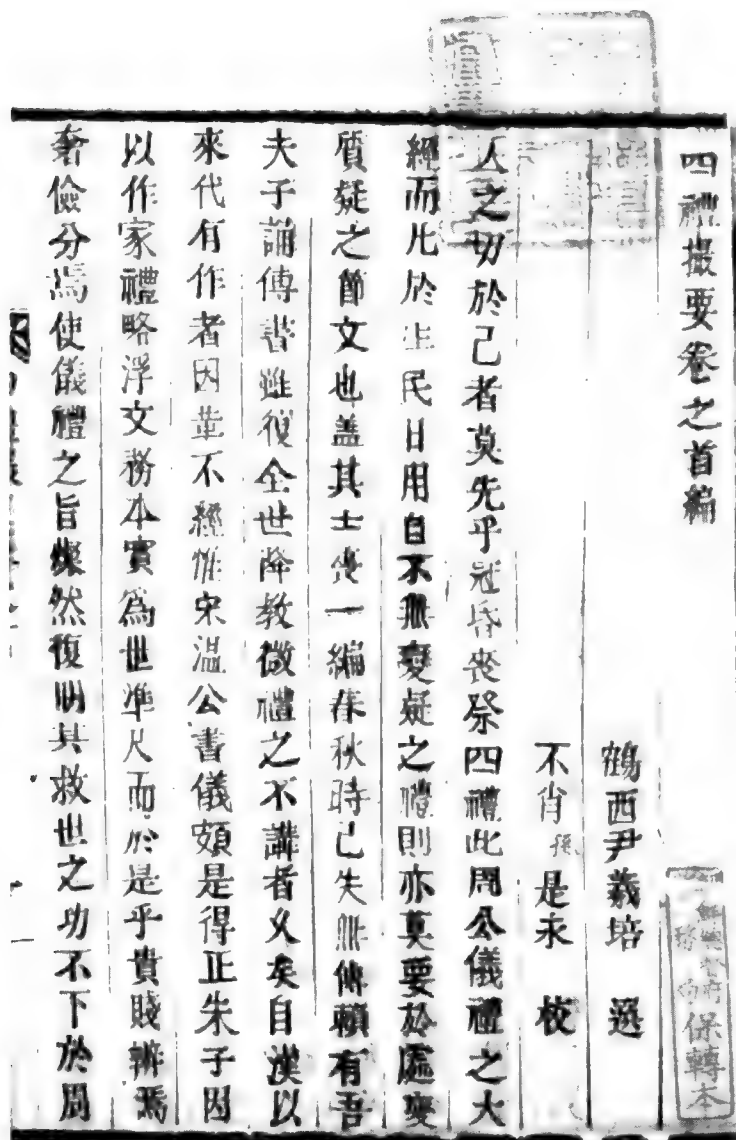 四禮撮要卷之首編
鶴西尹羲培 選
不肖孫是永 校
人之切於己者莫先乎冠昏喪祭四禮此周公儀禮之大
經而凡於生民日用自不無變疑之禮則亦莫要於處變
質疑之節文也盖其士喪一編春秋時已失無傳賴有吾
夫子誦傳書雖復全世降教微禮之不講者久矣自漢以
來代有作者因革不經惟宋溫公書儀頗是得正朱子因
以作家禮略浮文務本實爲世準尺而於是乎貴賤辨焉
奢儉分焉使儀禮之旨燦然復明其救世之功不下於周
保轉本